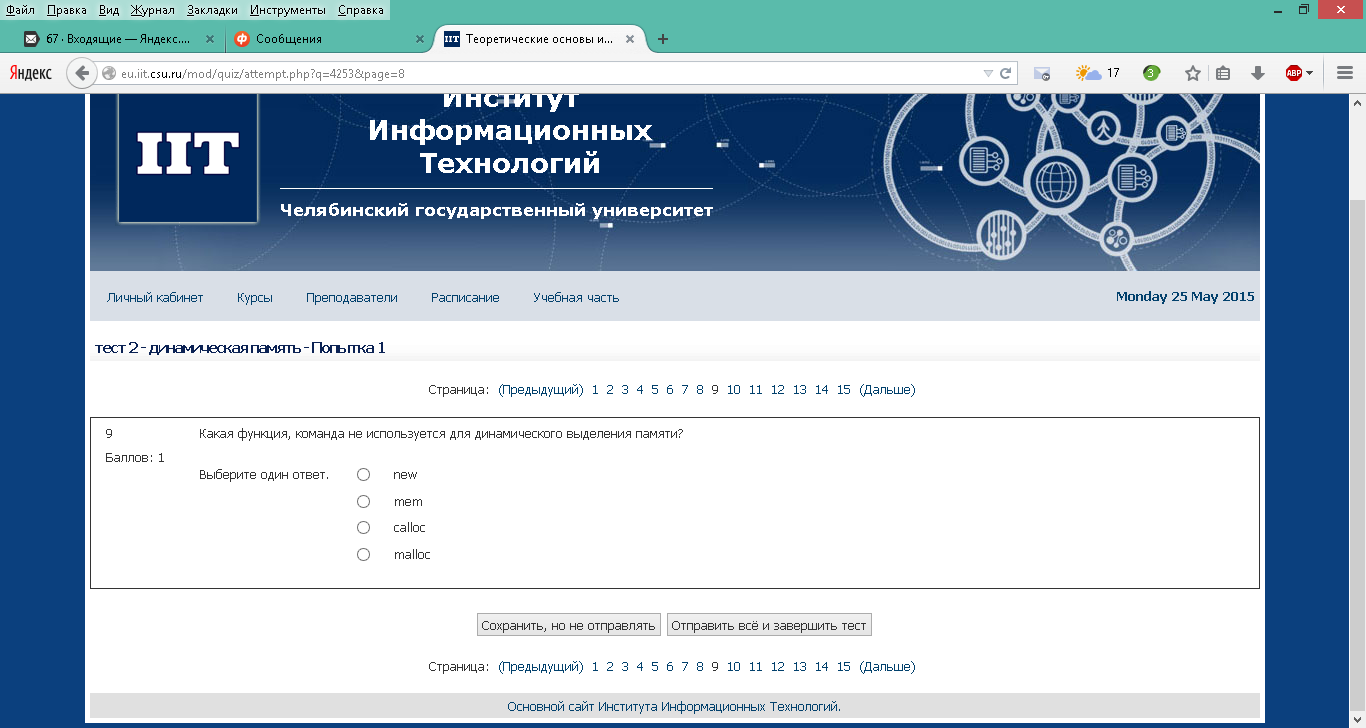 Файл Правка Вид Журнал Закладки Инструменты Справка
67 · Входящие — Яндекс.... × Сообщения × Теоретические основы и... × +
Яндекс eu.iit.csu.ru/mod/quiz/attempt.php?q=4253&page=8 17 3 ABP
IIT
Институт
Информационных
Технологий
Челябинский государственный университет
Личный кабинет Курсы Преподаватели Расписание Учебная часть Monday 25 May 2015
тест 2 - динамическая память - Попытка 1
Страница: (Предыдущий) 1 2 3 4 5 6 7 8 9 10 11 12 13 14 15 (Дальше)
9 Какая функция, команда не используется для динамического выделения памяти?
Баллов: 1
Выберите один ответ. new
mem
calloc
malloc
Сохранить, но не отправлять Отправить всё и завершить тест
Страница: (Предыдущий) 1 2 3 4 5 6 7 8 9 10 11 12 13 14 15 (Дальше)
Основной сайт Института Информационных Технологий.